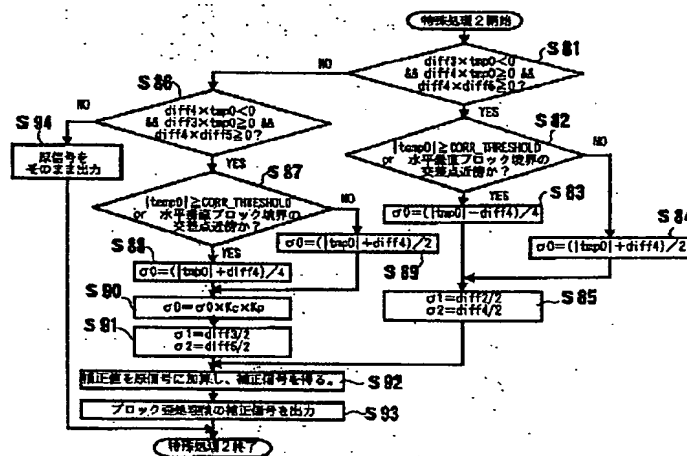 特殊処理2開始
S81
diff3×tmp0<0
&& diff4×tmp0≧0 &&
diff4×diff5≧0?
NO
YES
S86
diff4×tmp0<0
&& diff3×tmp0≧0 &&
diff4×diff5≧0?
NO
YES
S94
原信号を
そのまま出力
S82
|temp0|≧CORR_THRESHOLD
or 水平垂直ブロック境界の
交差点近傍か?
NO
YES
S83
σ0=(|tmp0|-diff4)/4
S84
σ0=(|tmp0|+diff4)/2
S85
σ1=diff2/2
σ2=diff4/2
S87
|temp0|≧CORR_THRESHOLD
or 水平垂直ブロック境界の
交差点近傍か?
NO
YES
S88
σ0=(|tmp0|+diff4)/4
σ0=(|tmp0|+diff4)/2
S89
S90
σ0=σ0×Kc×Kp
S91
σ1=diff3/2
σ2=diff5/2
補正値を原信号に加算し、補正信号を得る。
S92
ブロック歪処理後の補正信号を出力
S93
特殊処理2終了